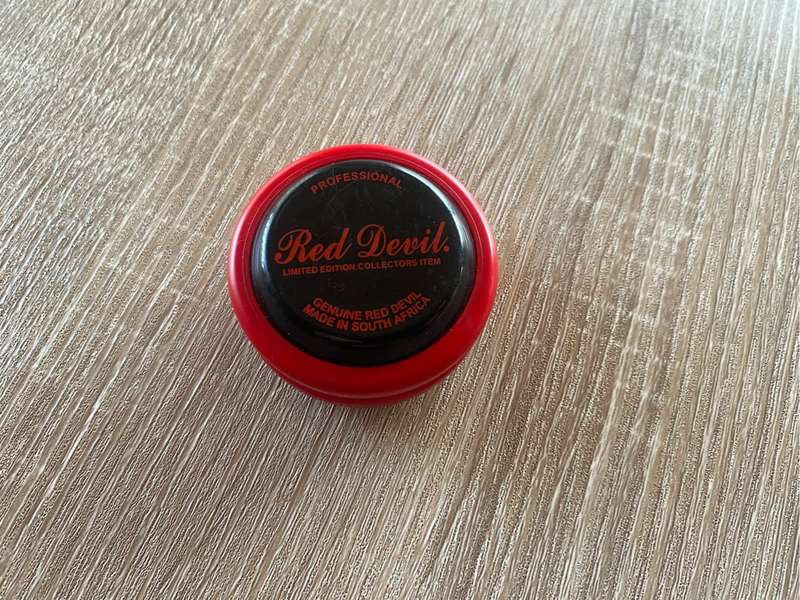 PROFESSIONAL
Red Devil.
LIMITED EDITION COLLECTORS ITEM
GENUINE RED DEVIL
MADE IN SOUTH AFRICA